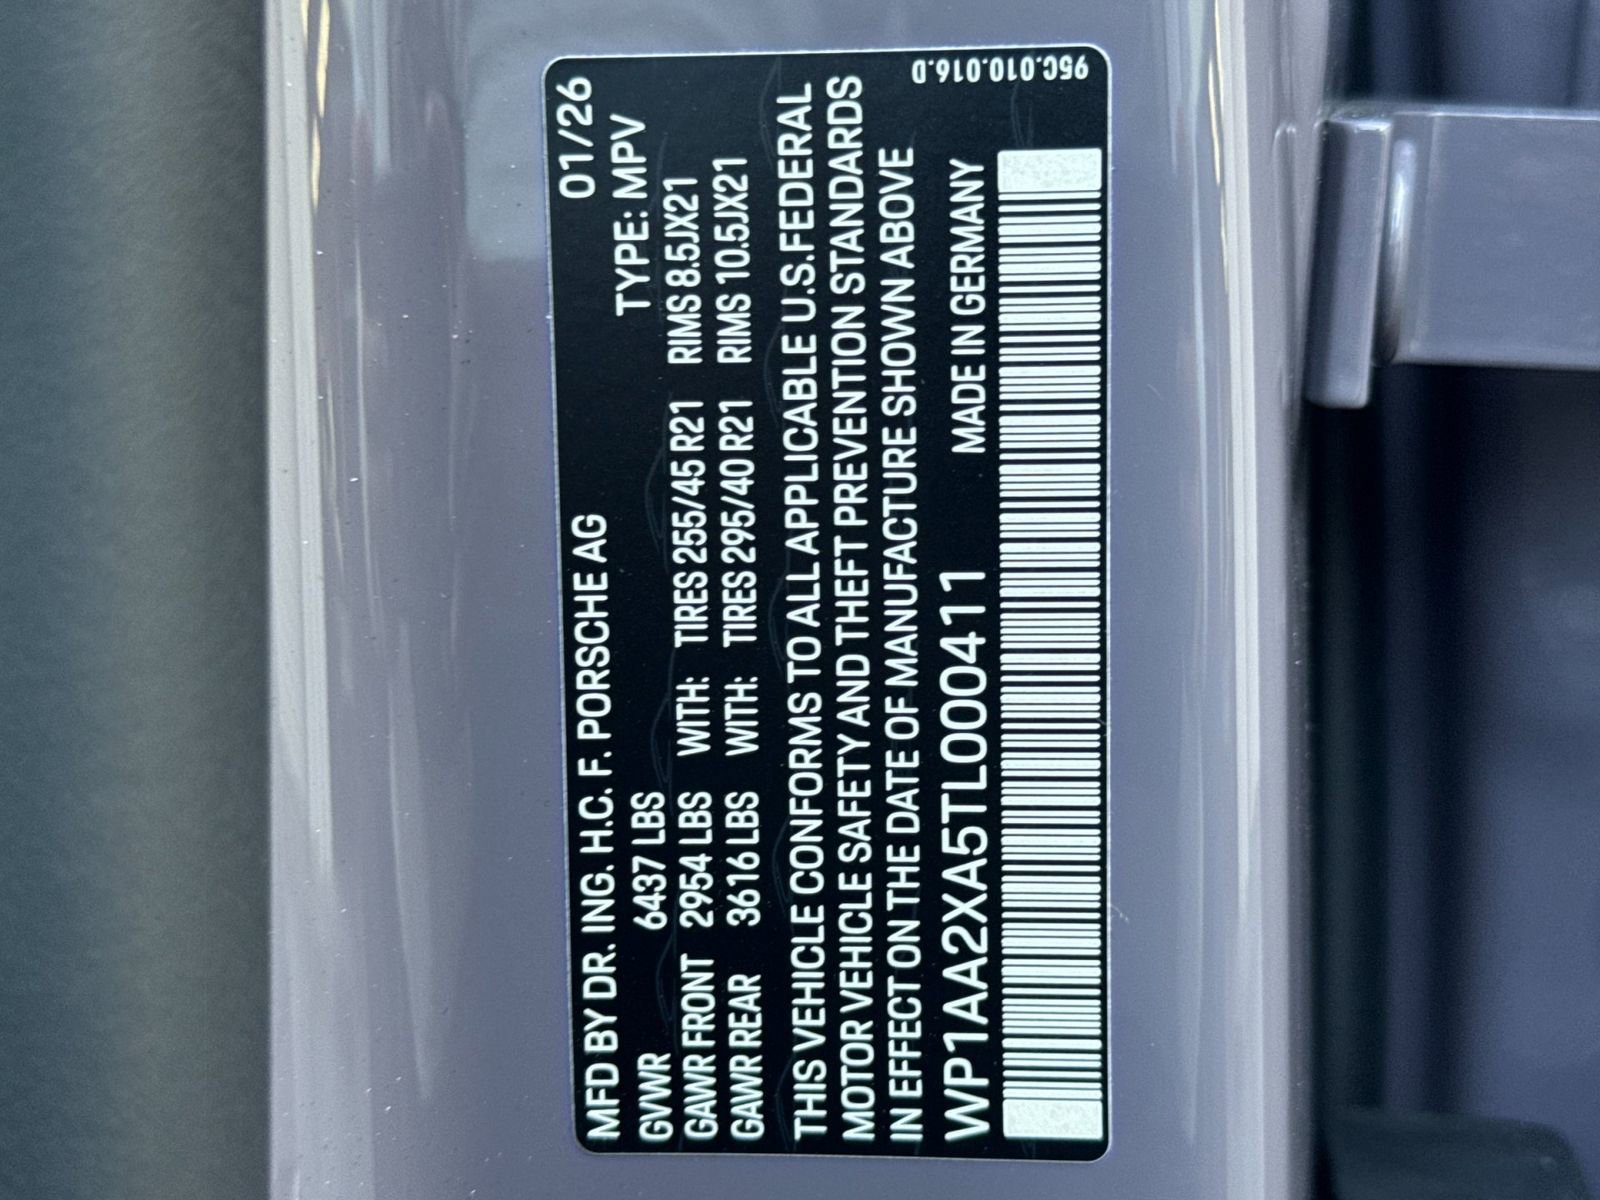 95C.010.016.D
MFD BY DR. ING. H.C. F. PORSCHE AG 01/26
GVWR 6437 LBS TYPE: MPV
GAWR FRONT 2954 LBS WITH: TIRES 255/45 R21 RIMS 8.5JX21
GAWR REAR 3616 LBS WITH: TIRES 295/40 R21 RIMS 10.5JX21
THIS VEHICLE CONFORMS TO ALL APPLICABLE U.S.FEDERAL
MOTOR VEHICLE SAFETY AND THEFT PREVENTION STANDARDS
IN EFFECT ON THE DATE OF MANUFACTURE SHOWN ABOVE
WP1AA2XA5TL000411 MADE IN GERMANY